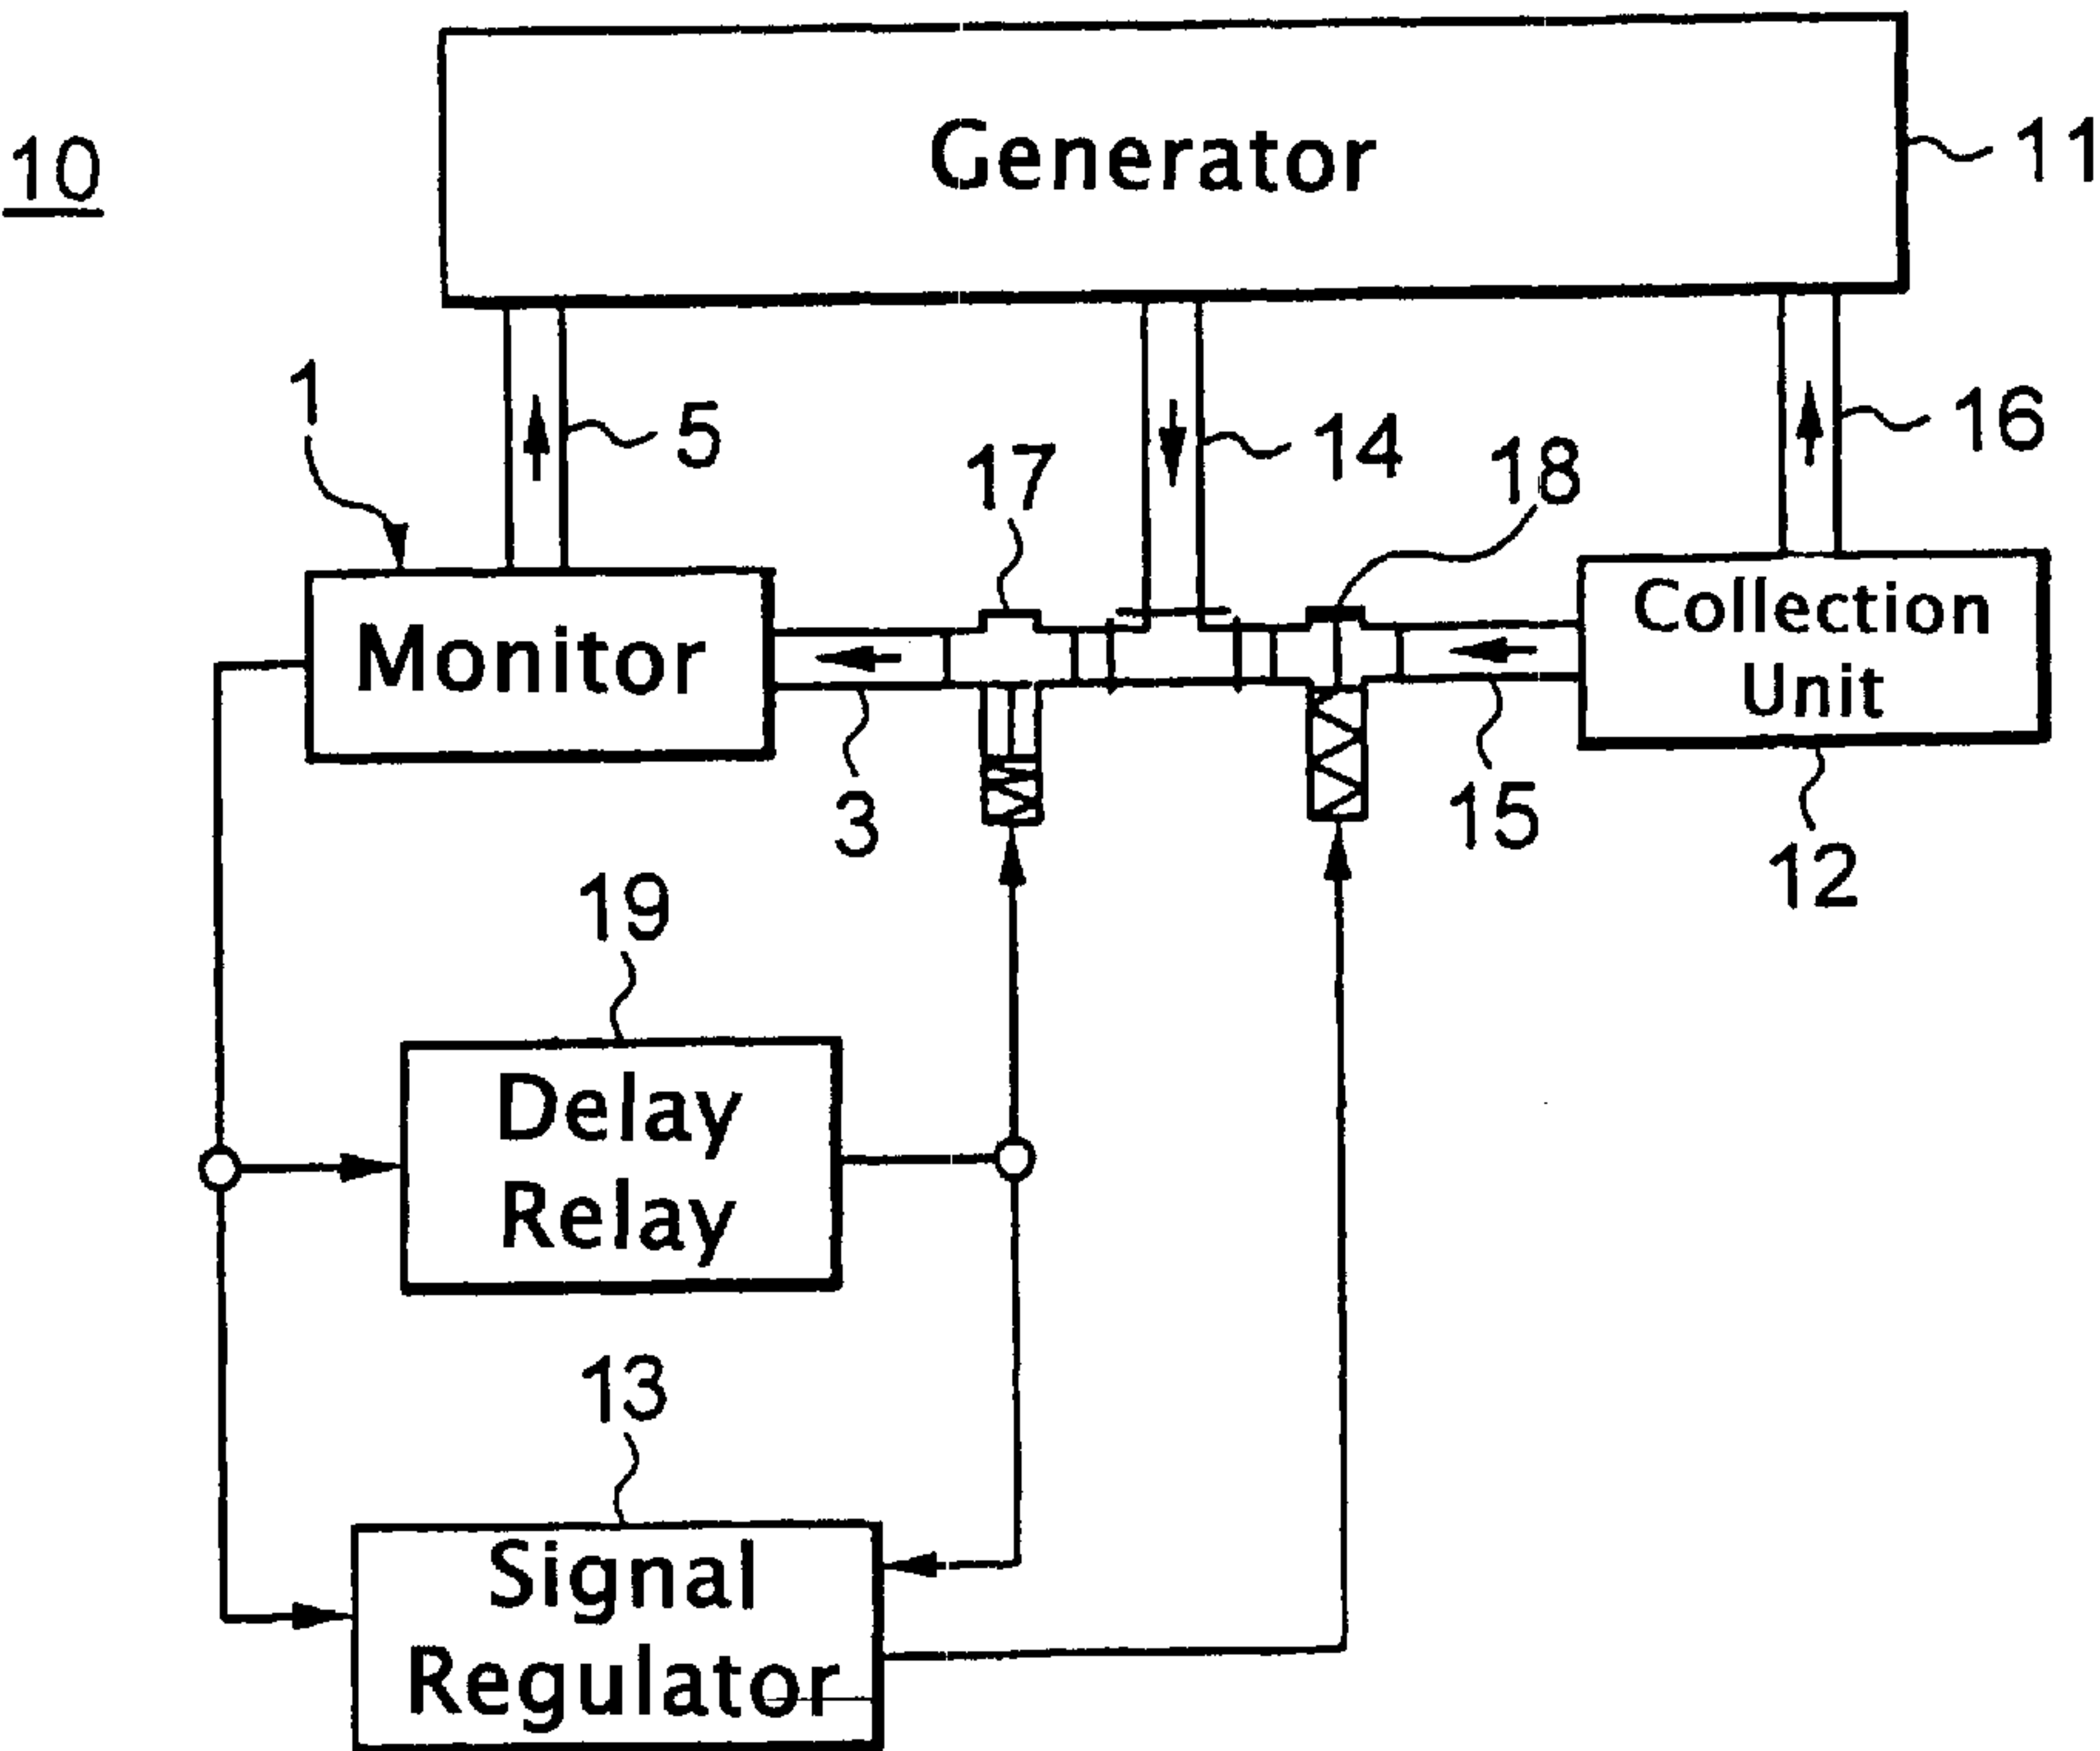 Generator
11
10
1
5
14
16
17
18
Monitor
Collection
Unit
3
15
12
19
Delay
Relay
13
Signal
Regulator